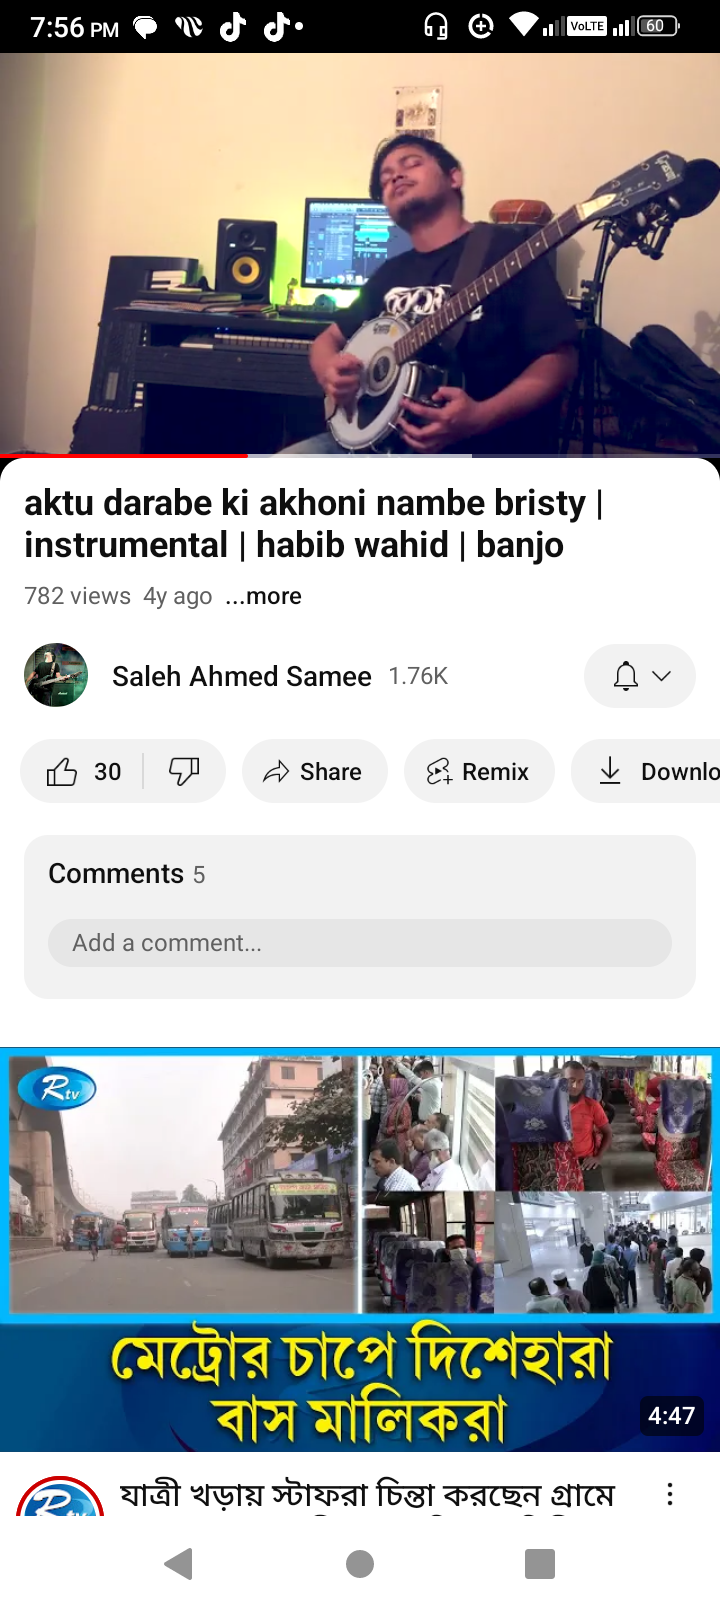 7:56 PM
VoLTE
60
aktu darabe ki akhoni nambe bristy |
instrumental | habib wahid | banjo
782 views 4y ago ...more
Saleh Ahmed Samee 1.76K
30
Share
Remix
Downlo
Comments 5
Add a comment...
Rtv
মেট্রোর চাপে দিশেহারা
বাস মালিকরা
4:47
যাত্রী খড়ায় স্টাফরা চিন্তা করছেন গ্রামে